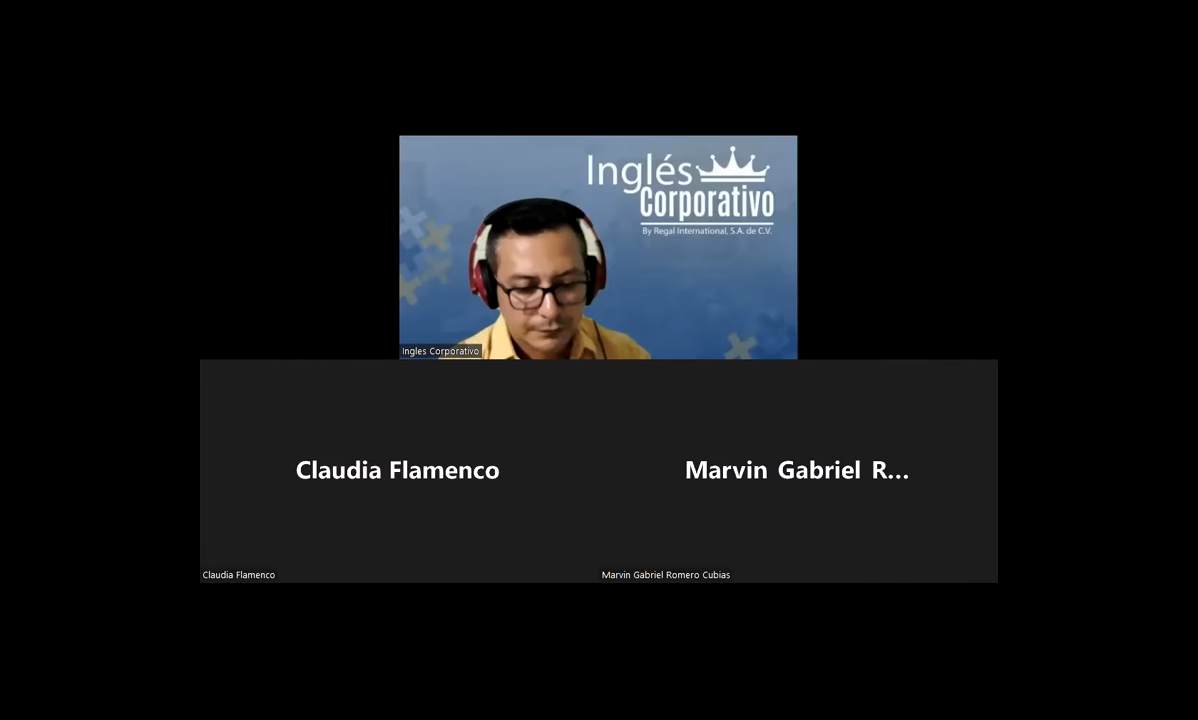 Inglés
Corporativo
By Regal International, S.A. de C.V.
Ingles Corporativo
Claudia Flamenco
Marvin Gabriel R...
Claudia Flamenco
Marvin Gabriel Romero Cubias